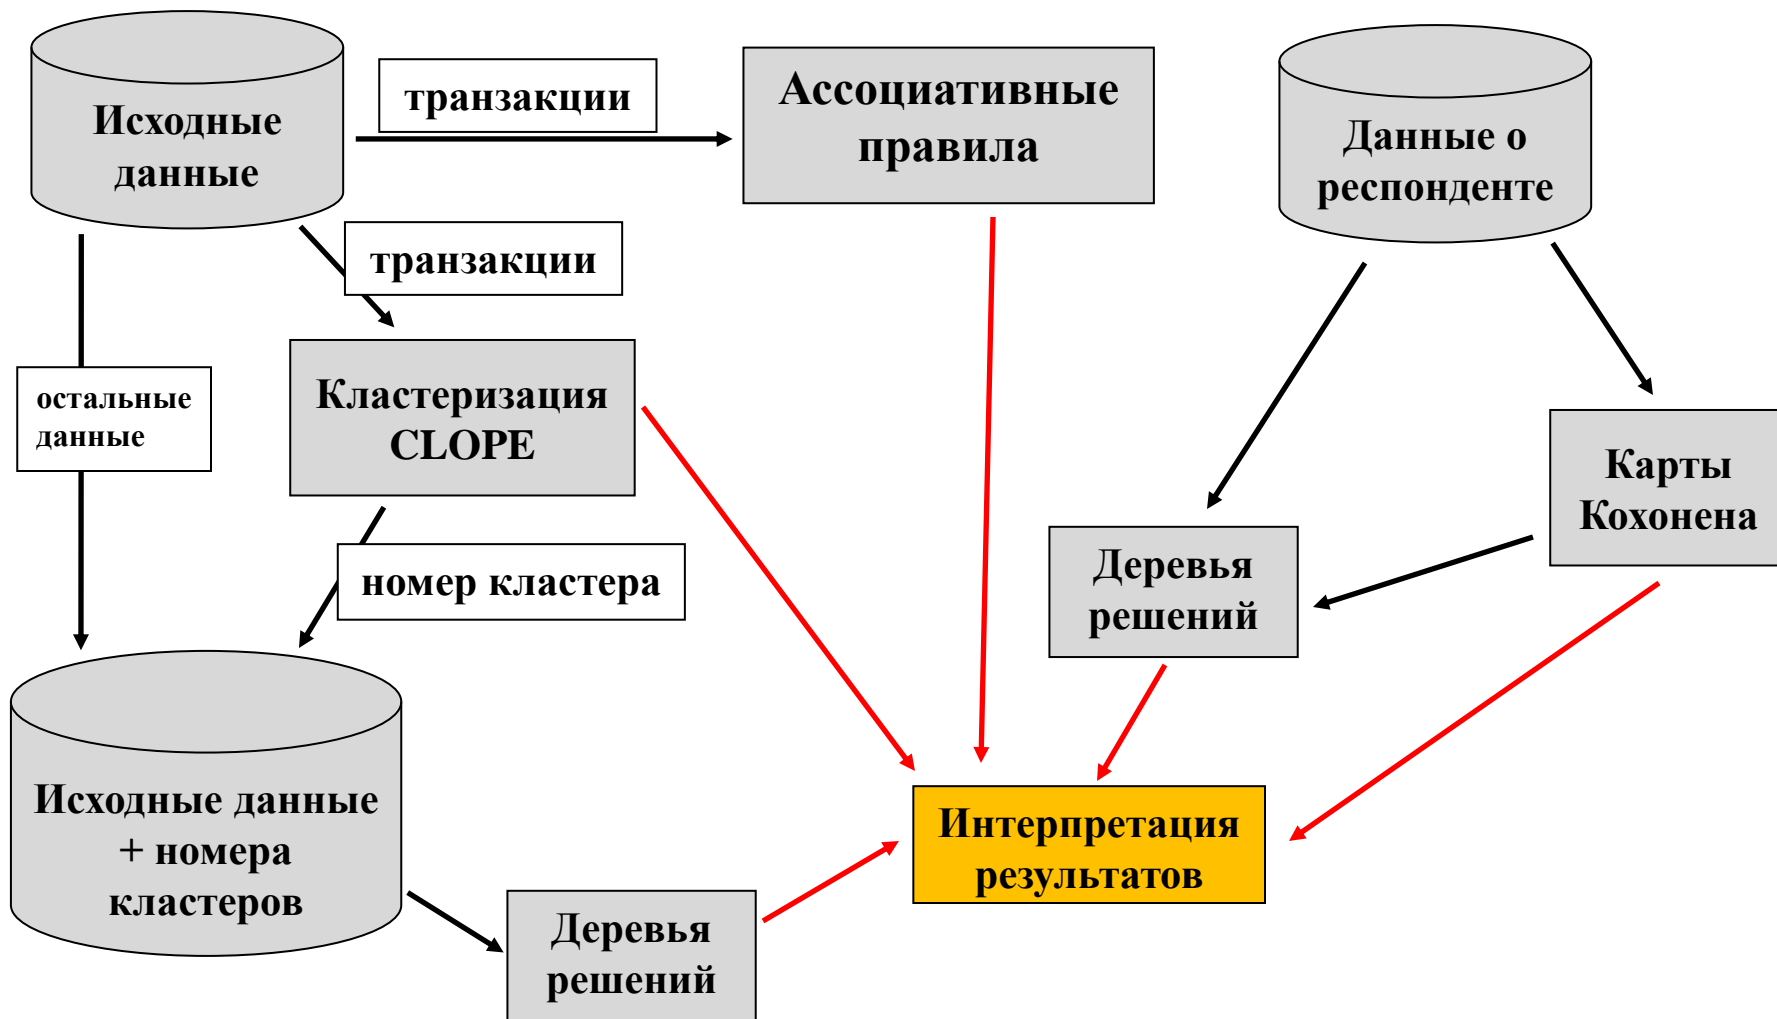 Исходные
данные
транзакции
Ассоциативные
правила
Данные о
респонденте
транзакции
остальные
данные
Кластеризация
CLOPE
Карты
Кохонена
номер кластера
Деревья
решений
Исходные данные
+ номера
кластеров
Интерпретация
результатов
Деревья
решений